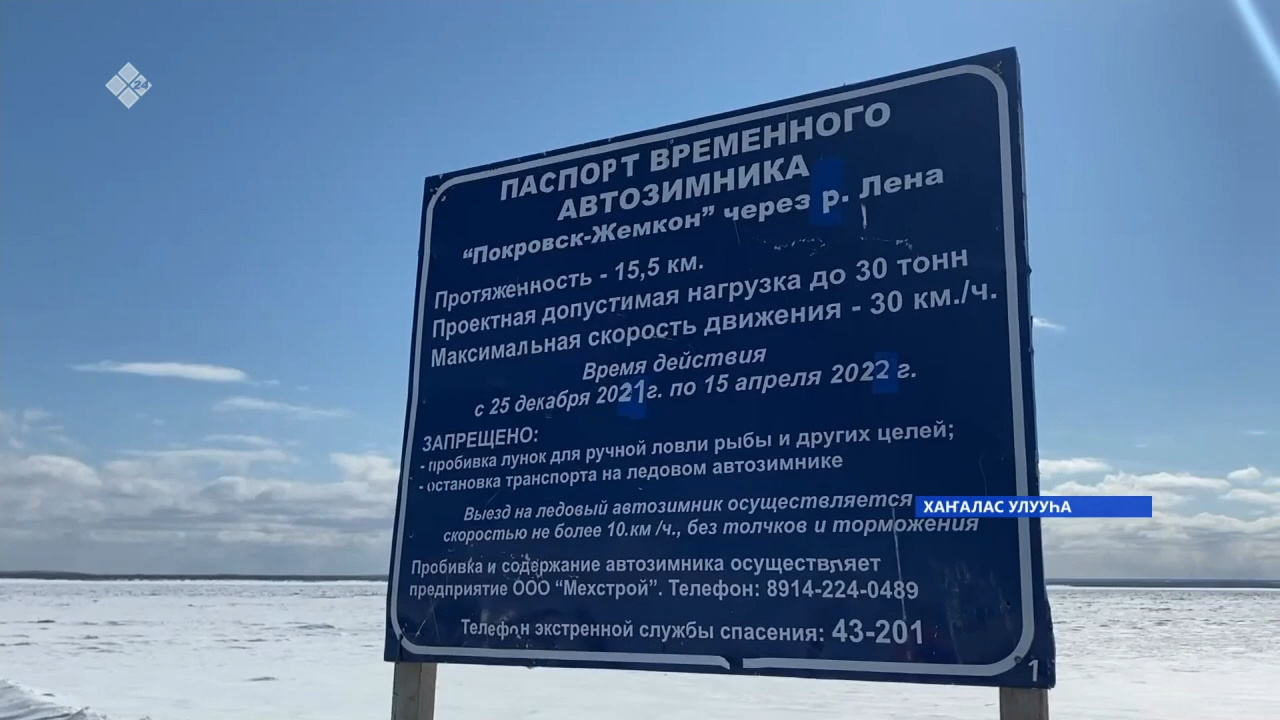 X24
ПАСПОРТ ВРЕМЕННОГО
АВТОЗИМНИКА
“Покровск-Жемкон” через р. Лена
Протяженность - 15,5 км.
Проектная допустимая нагрузка до 30 тонн
Максимальная скорость движения - 30 км./ч.
Время действия
с 25 декабря 2021г. по 15 апреля 2022 г.
ЗАПРЕЩЕНО:
- пробивка лунок для ручной ловли рыбы и других целей;
- остановка транспорта на ледовом автозимнике
Выезд на ледовый автозимник осуществляется
скоростью не более 10.км /ч., без толчков и торможения
ХАҤАЛАС УЛУУҺА
Пробивка и содержание автозимника осуществляет
предприятие ООО “Мехстрой”. Телефон: 8914-224-0489
Телефон экстренной службы спасения: 43-201
1